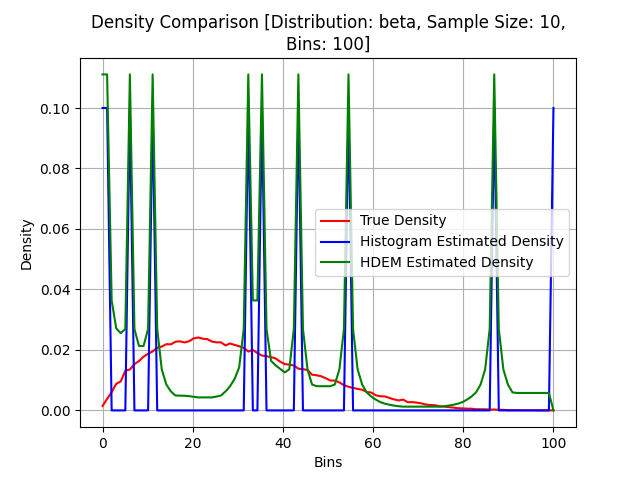 Density Comparison [Distribution: beta, Sample Size: 10,
Bins: 100]
Density
0.10
0.08
0.06
0.04
0.02
0.00
True Density
Histogram Estimated Density
HDEM Estimated Density
0 20 40 60 80 100
Bins